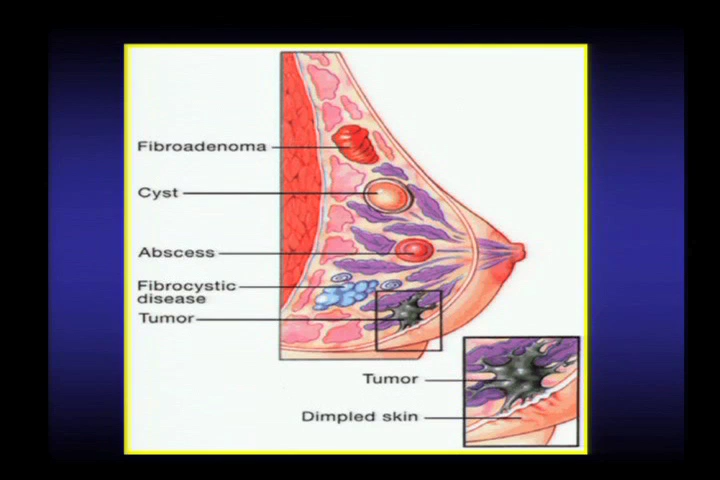 Fibroadenoma
Cyst
Abscess
Fibrocystic
disease
Tumor
Tumor
Dimpled skin